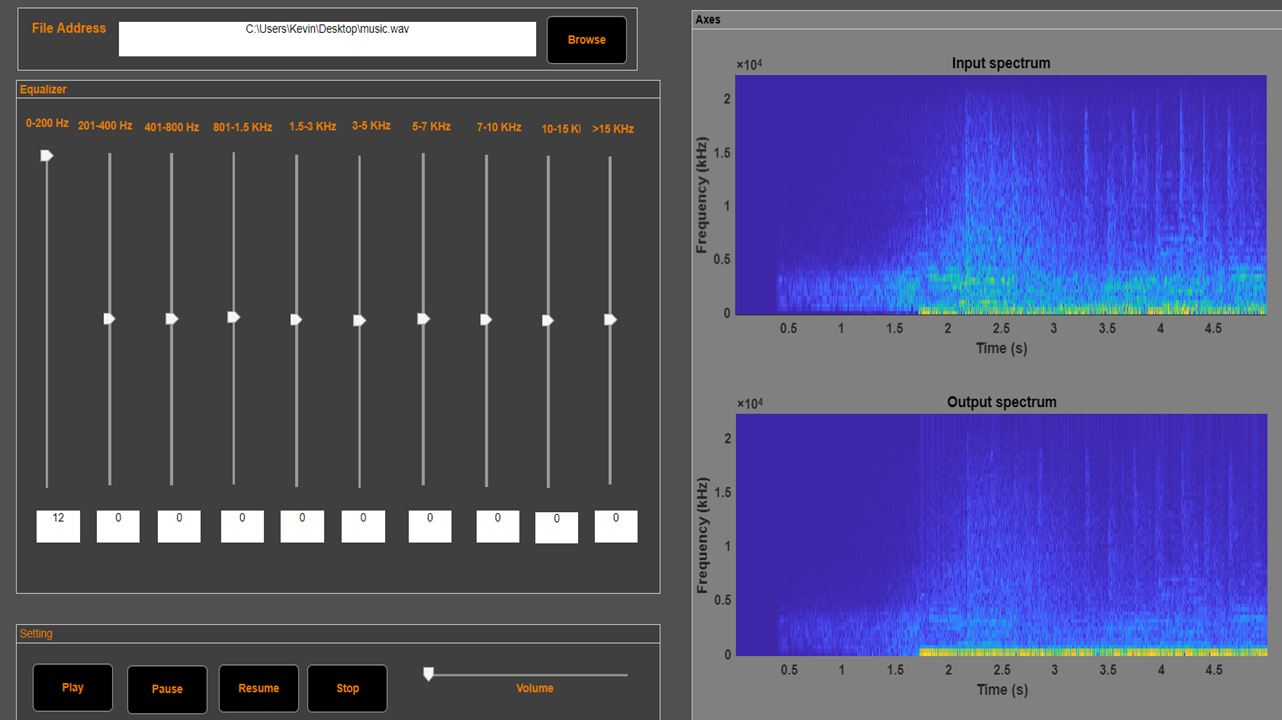 File Address
C:\Users\Kevin\Desktop\music.wav
Browse
Equalizer
0-200 Hz 201-400 Hz 401-800 Hz 801-1.5 KHz 1.5-3 KHz 3-5 KHz 5-7 KHz 7-10 KHz 10-15 K >15 KHz
12 0 0 0 0 0 0 0 0 0
Setting
Play Pause Resume Stop
Volume
Axes
Input spectrum
×10⁴
2
1.5
1
0.5
0
Frequency (kHz)
0.5 1 1.5 2 2.5 3 3.5 4 4.5
Time (s)
Output spectrum
×10⁴
2
1.5
1
0.5
0
Frequency (kHz)
0.5 1 1.5 2 2.5 3 3.5 4 4.5
Time (s)